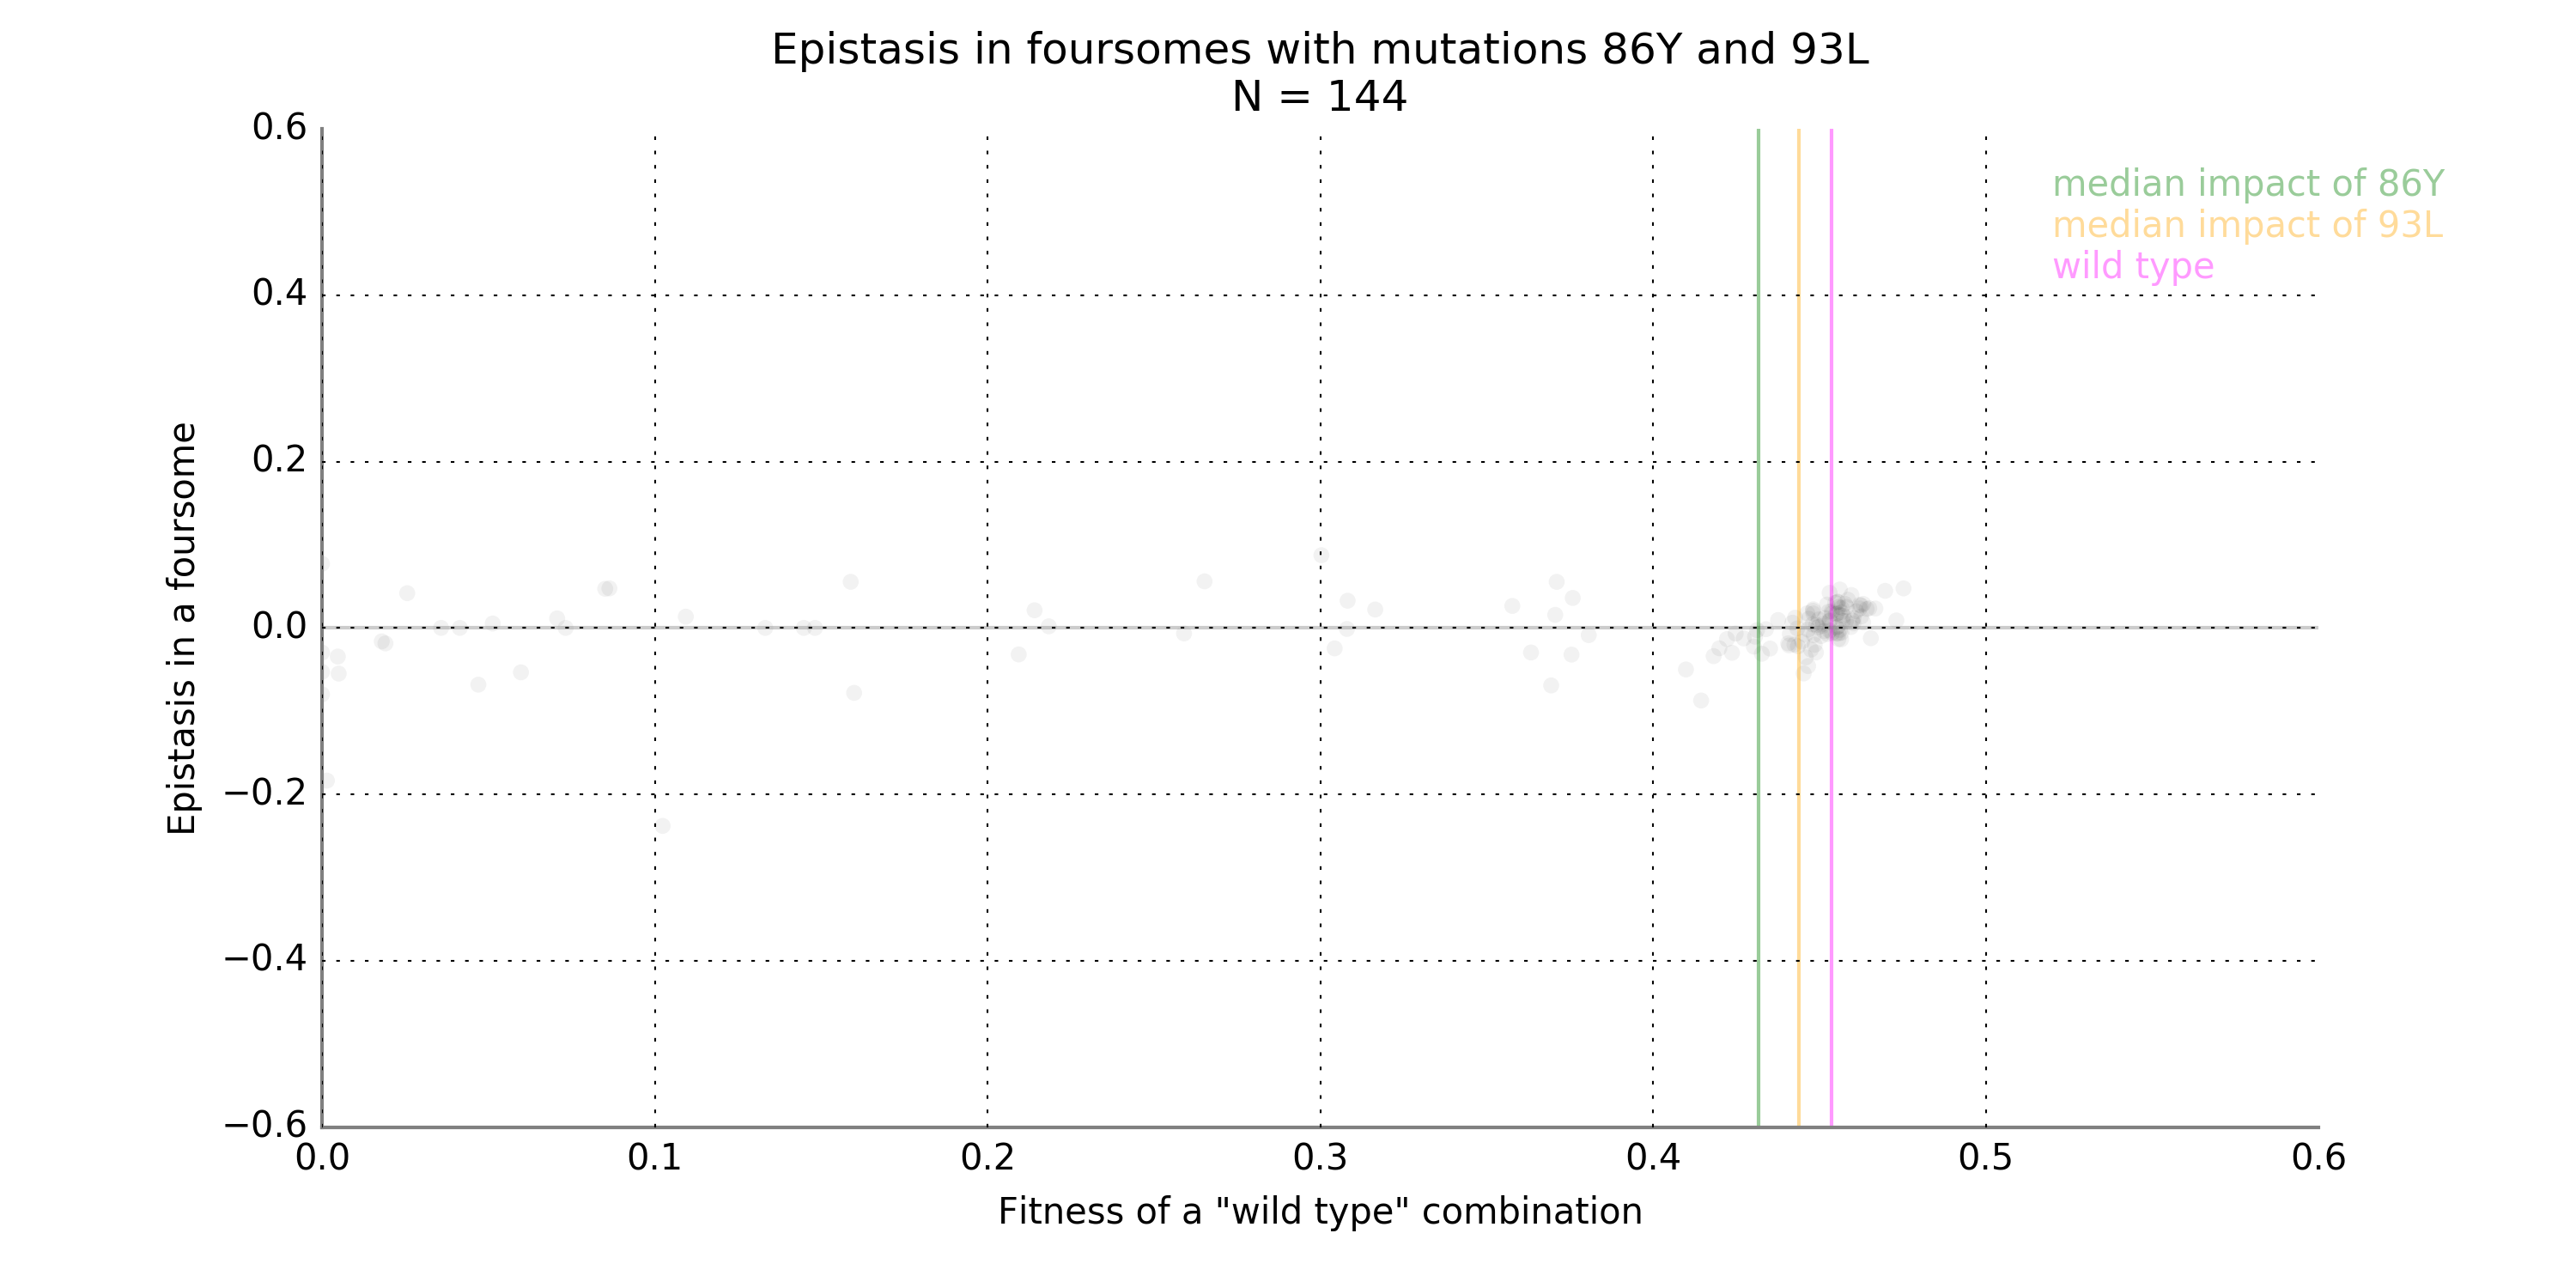 Epistasis in foursomes with mutations 86Y and 93L
N = 144
0.6
median impact of 86Y
median impact of 93L
wild type
0.4
0.2
0.0
−0.2
−0.4
−0.6
Epistasis in a foursome
0.0 0.1 0.2 0.3 0.4 0.5 0.6
Fitness of a "wild type" combination